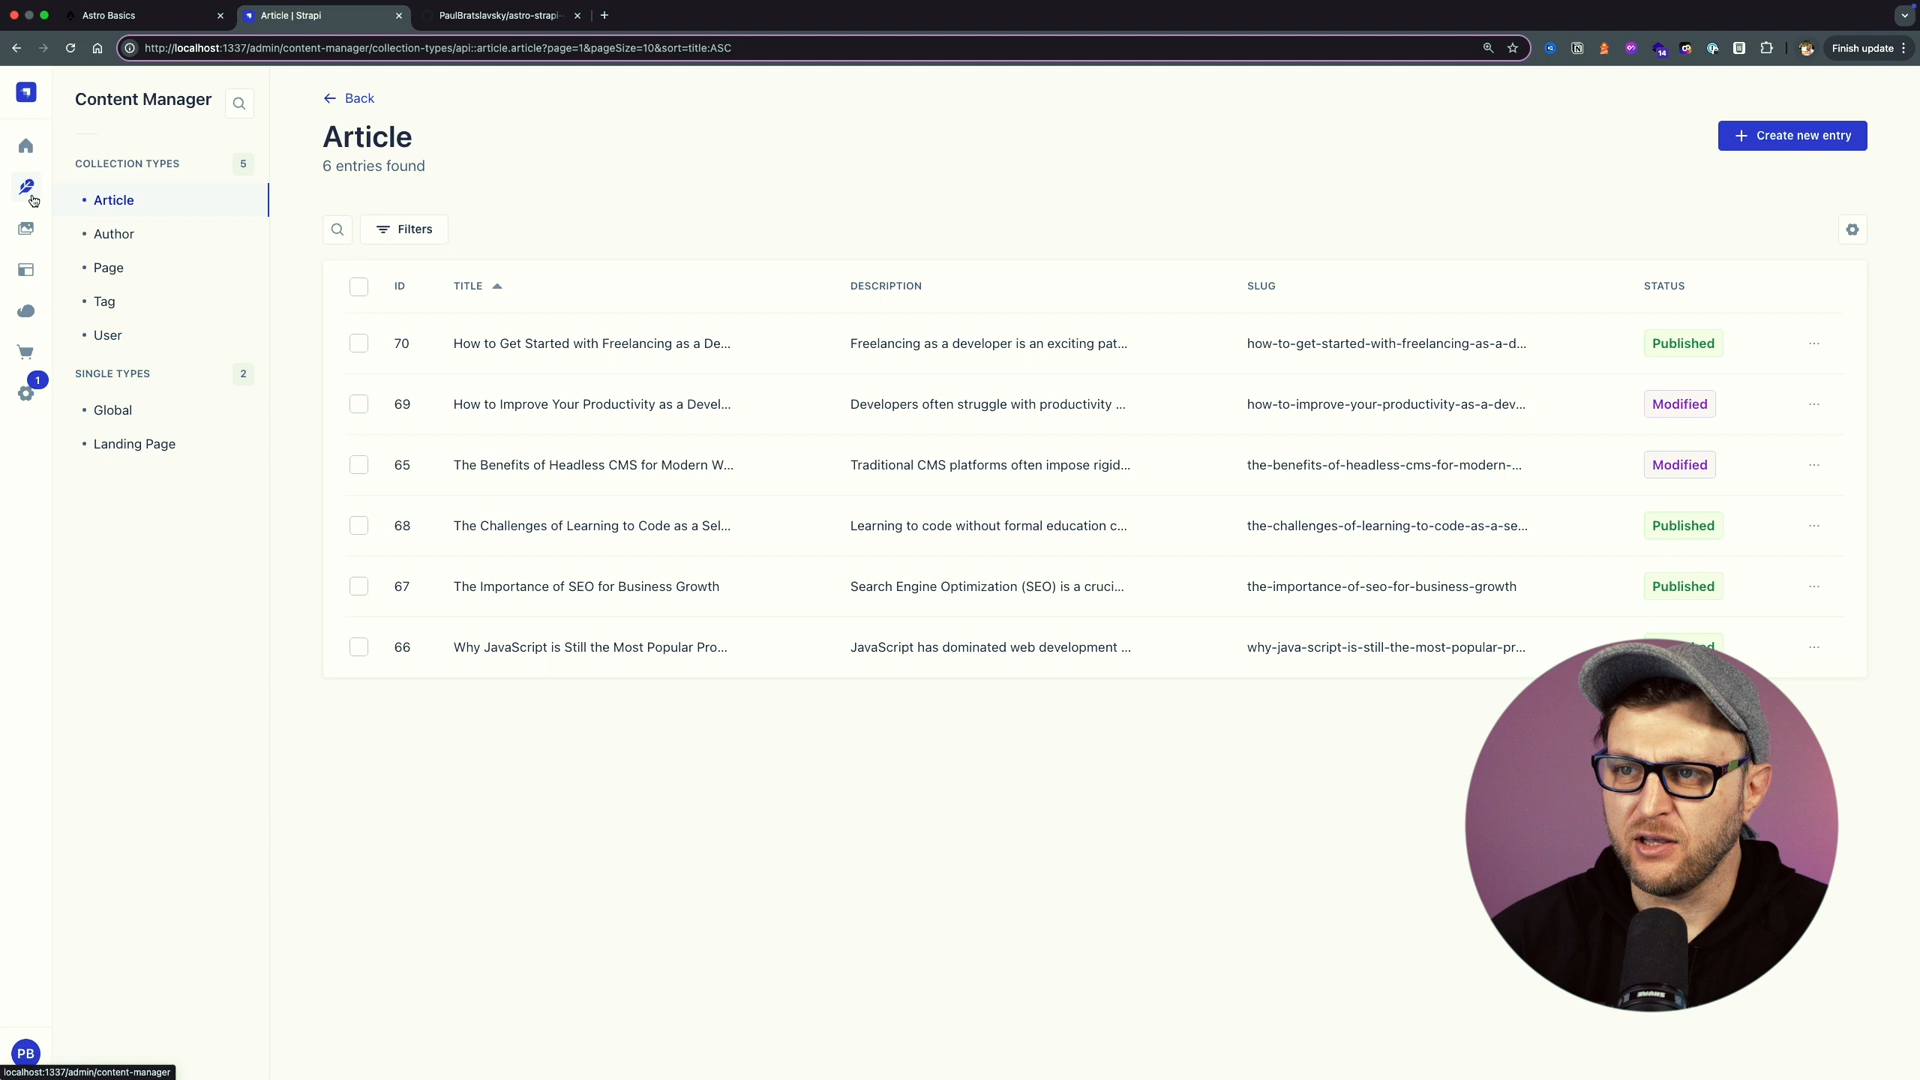 Astro Basics
Article | Strapi
PaulBratslavsky/astro-strapi-
http://localhost:1337/admin/content-manager/collection-types/api::article.article?page=1&pageSize=10&sort=title:ASC
14
Finish update
Content Manager
COLLECTION TYPES 5
Article
Author
Page
Tag
User
SINGLE TYPES 2
Global
Landing Page
1
PB
localhost:1337/admin/content-manager
Back
Article
6 entries found
Create new entry
Filters
ID TITLE DESCRIPTION SLUG STATUS
70 How to Get Started with Freelancing as a De... Freelancing as a developer is an exciting pat... how-to-get-started-with-freelancing-as-a-d... Published
69 How to Improve Your Productivity as a Devel... Developers often struggle with productivity ... how-to-improve-your-productivity-as-a-dev... Modified
65 The Benefits of Headless CMS for Modern W... Traditional CMS platforms often impose rigid... the-benefits-of-headless-cms-for-modern-... Modified
68 The Challenges of Learning to Code as a Sel... Learning to code without formal education c... the-challenges-of-learning-to-code-as-a-se... Published
67 The Importance of SEO for Business Growth Search Engine Optimization (SEO) is a cruci... the-importance-of-seo-for-business-growth Published
66 Why JavaScript is Still the Most Popular Pro... JavaScript has dominated web development ... why-java-script-is-still-the-most-popular-pr...